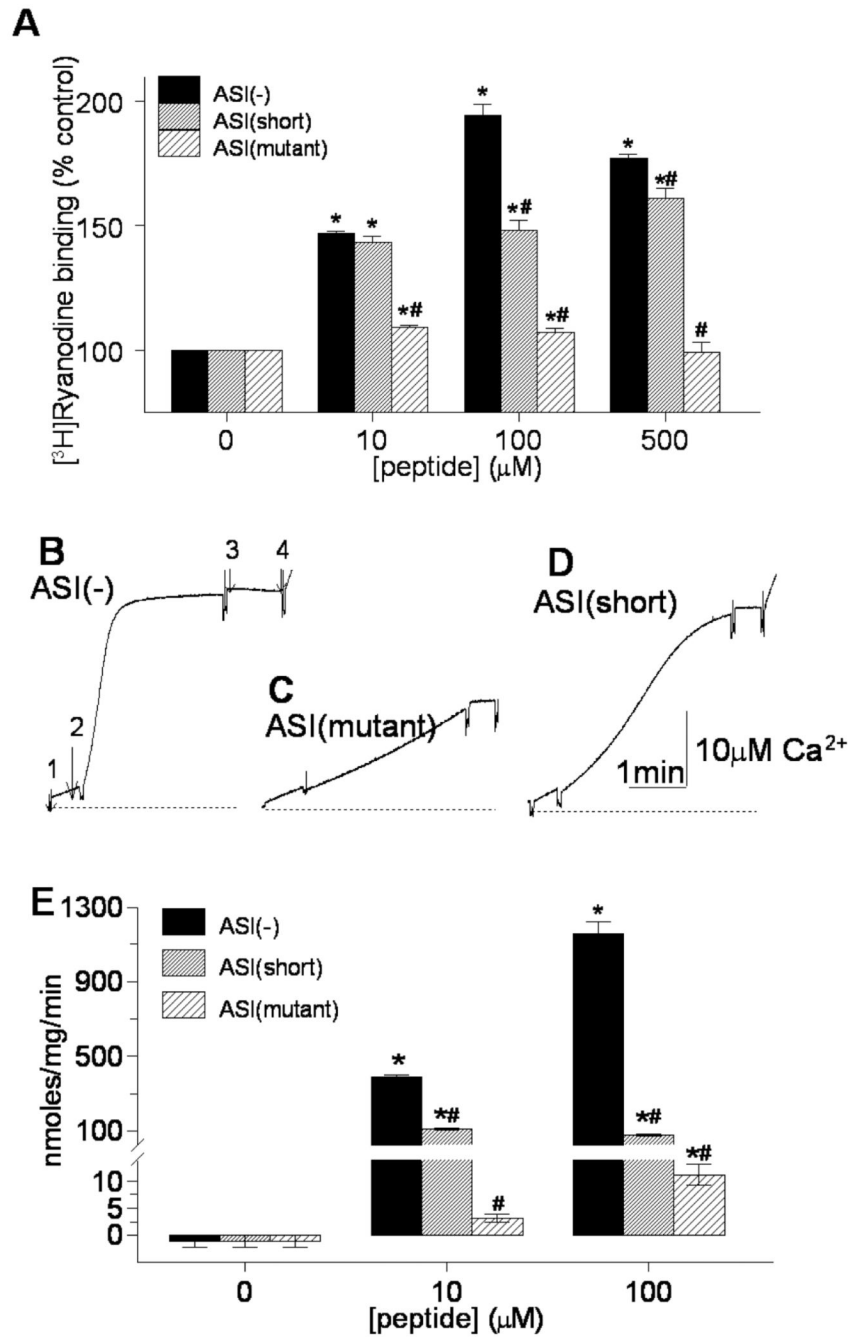 A
[³H]Ryanodine binding (% control)
200
150
100
ASI(-)
ASI(short)
ASI(mutant)
* * *#
* *# *#
* *# #
0 10 100 500
[peptide] (µM)
B
ASI(-)
1
2
3
4
C
ASI(mutant)
D
ASI(short)
1min
10µM Ca²⁺
E
nmoles/mg/min
1300
900
500
100
10
5
0
ASI(-)
ASI(short)
ASI(mutant)
* *# #
* *# *#
0 10 100
[peptide] (µM)